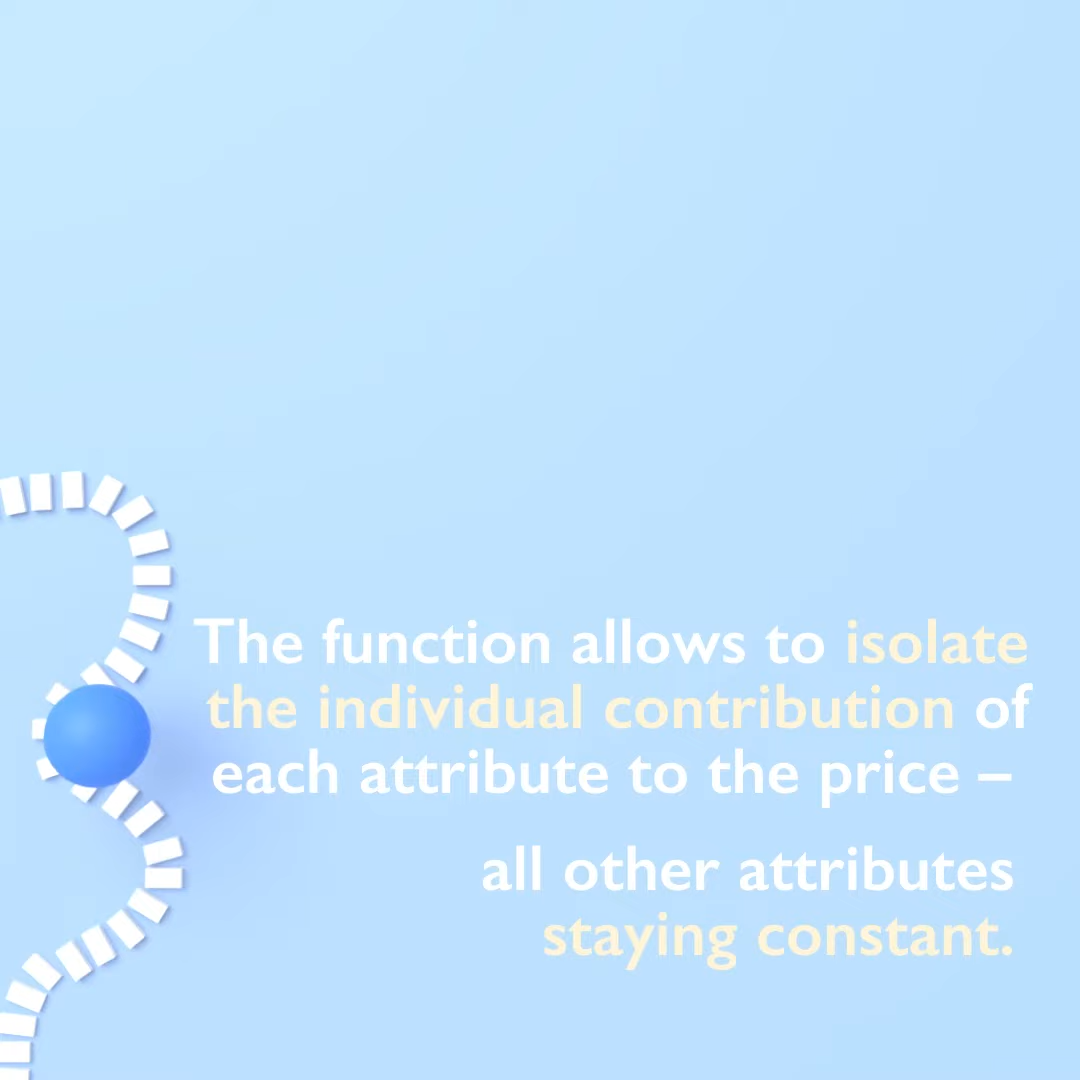 The function allows to isolate
the individual contribution of
each attribute to the price –
all other attributes
staying constant.